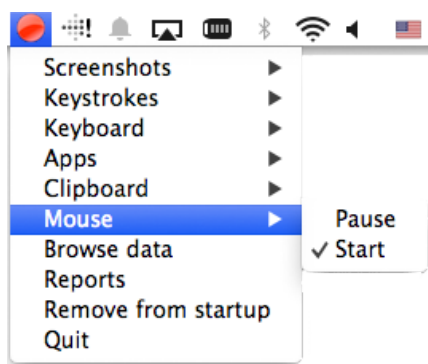 Screenshots
Keystrokes
Keyboard
Apps
Clipboard
Mouse
Pause
Browse data
✓ Start
Reports
Remove from startup
Quit